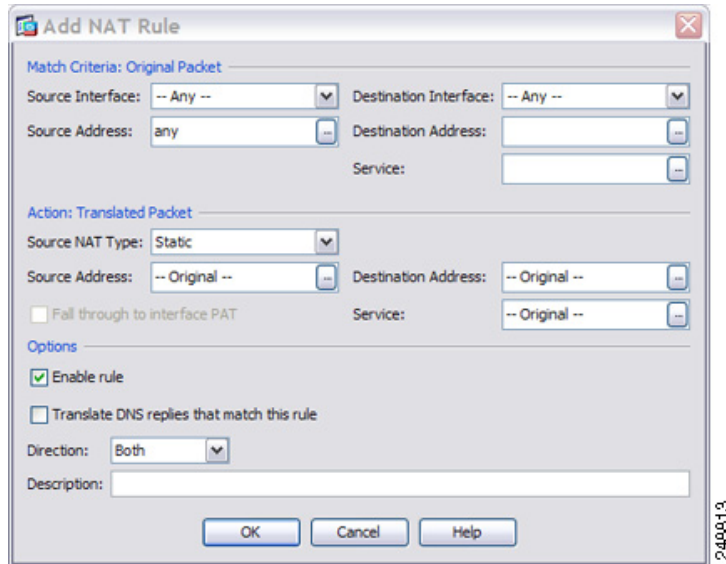 Add NAT Rule
Match Criteria: Original Packet
Source Interface: -- Any -- Destination Interface: -- Any --
Source Address: any ... Destination Address: ...
Service: ...
Action: Translated Packet
Source NAT Type: Static
Source Address: -- Original -- ... Destination Address: -- Original -- ...
Fall through to interface PAT Service: -- Original -- ...
Options
Enable rule
Translate DNS replies that match this rule
Direction: Both
Description:
OK Cancel Help
248813